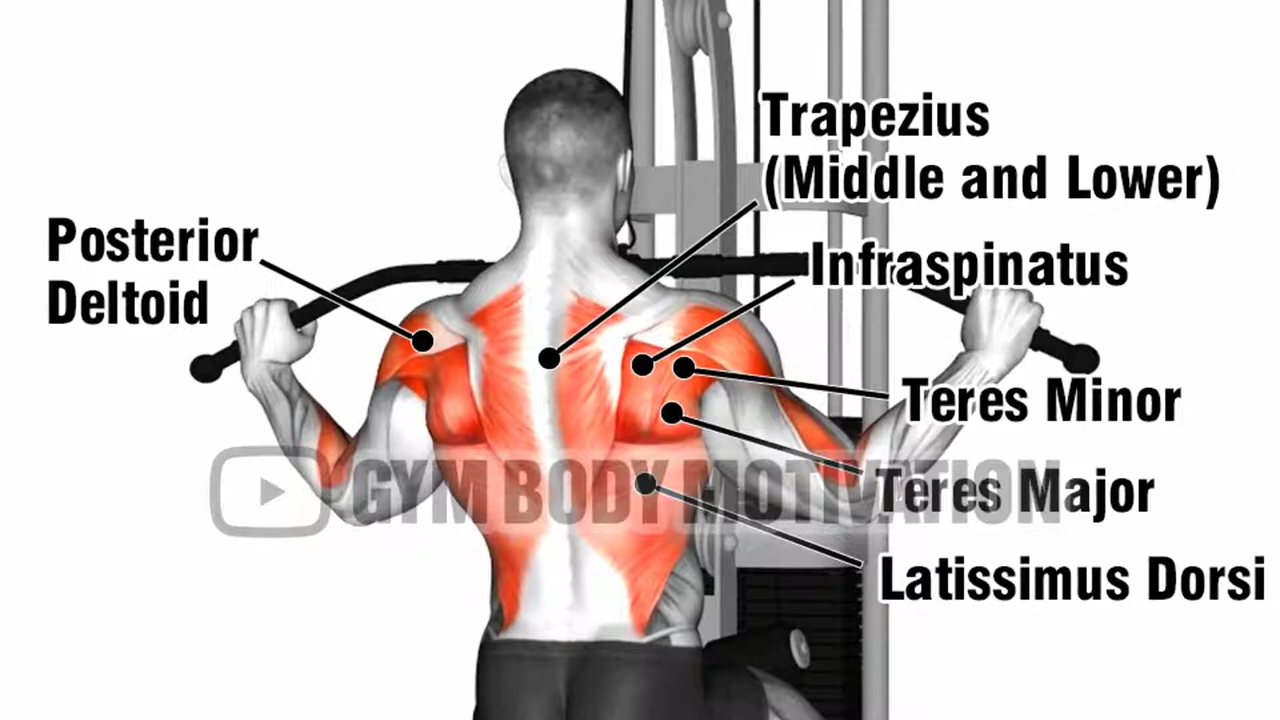 Trapezius
(Middle and Lower)
Posterior
Deltoid
Infraspinatus
Teres Minor
GYM BODY MOTIVATION
Teres Major
Latissimus Dorsi